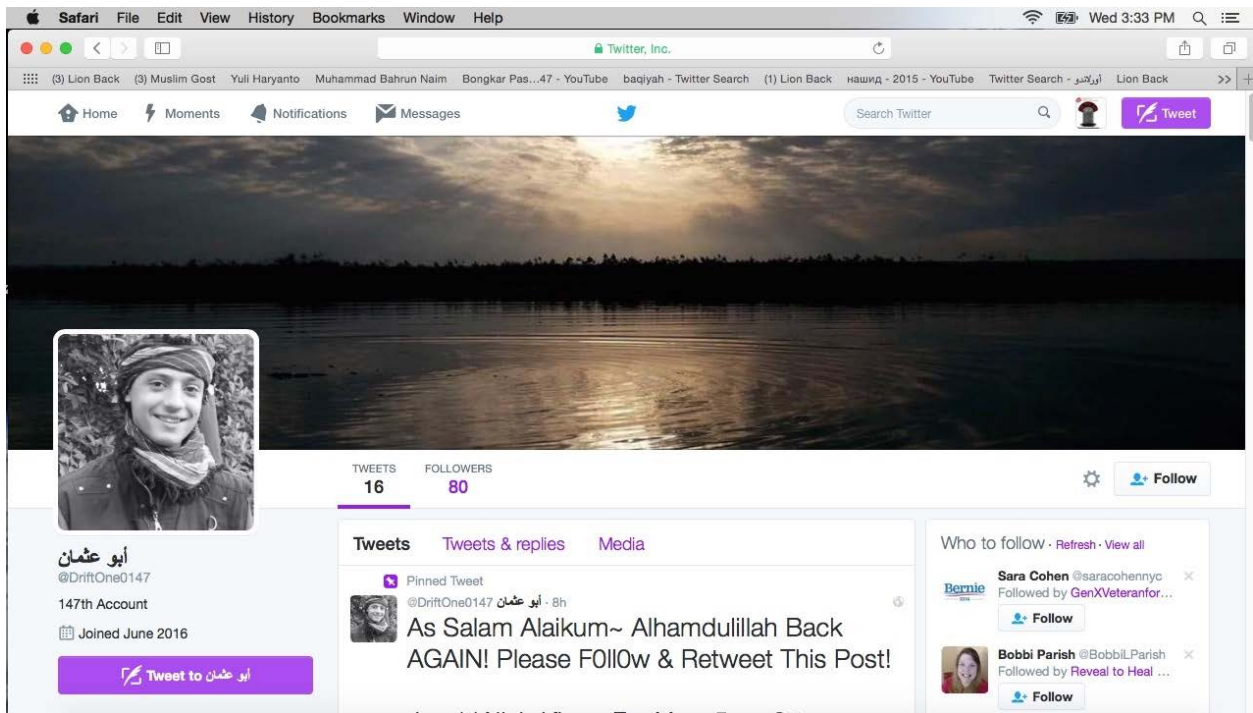 Safari File Edit View History Bookmarks Window Help Wed 3:33 PM
Twitter, Inc.
(3) Lion Back (3) Muslim Gost Yuli Haryanto Muhammad Bahrun Naim Bongkar Pas...47 - YouTube baqiyah - Twitter Search (1) Lion Back нашид - 2015 - YouTube Twitter Search - أورلاندو Lion Back >>
Home Moments Notifications Messages Search Twitter Tweet
TWEETS FOLLOWERS
16 80
Follow
أبو عثمان
@DriftOne0147
147th Account
Joined June 2016
Tweet to أبو عثمان
Tweets Tweets & replies Media
Pinned Tweet
@DriftOne0147 أبو عثمان · 8h
As Salam Alaikum~ Alhamdulillah Back
AGAIN! Please F0ll0w & Retweet This Post!
Who to follow · Refresh · View all
Bernie
Sara Cohen @saracohennyc
Followed by GenXVeteranfor...
Follow
Bobbi Parish @BobbiLParish
Followed by Reveal to Heal ...
Follow